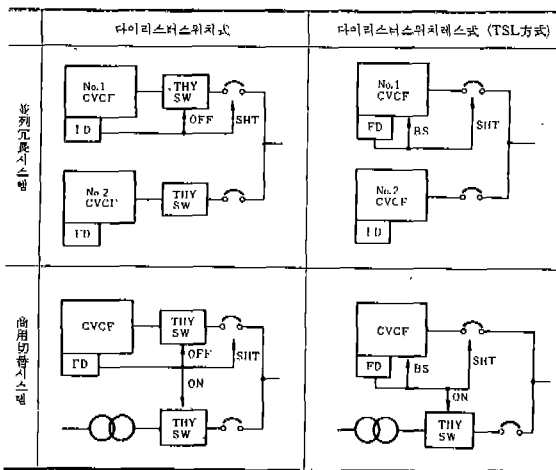 다이리스터스위치式
다이리스터스위치레스式 (TSL方式)
並列冗長시스템
No.1
CVCF
THY
SW
FD
OFF
SHT
No.2
CVCF
THY
SW
FD
No.1
CVCF
FD
BS
SHT
No.2
CVCF
FD
商用切替시스템
CVCF
THY
SW
FD
OFF
SHT
ON
THY
SW
CVCF
FD
BS
SHT
ON
THY
SW